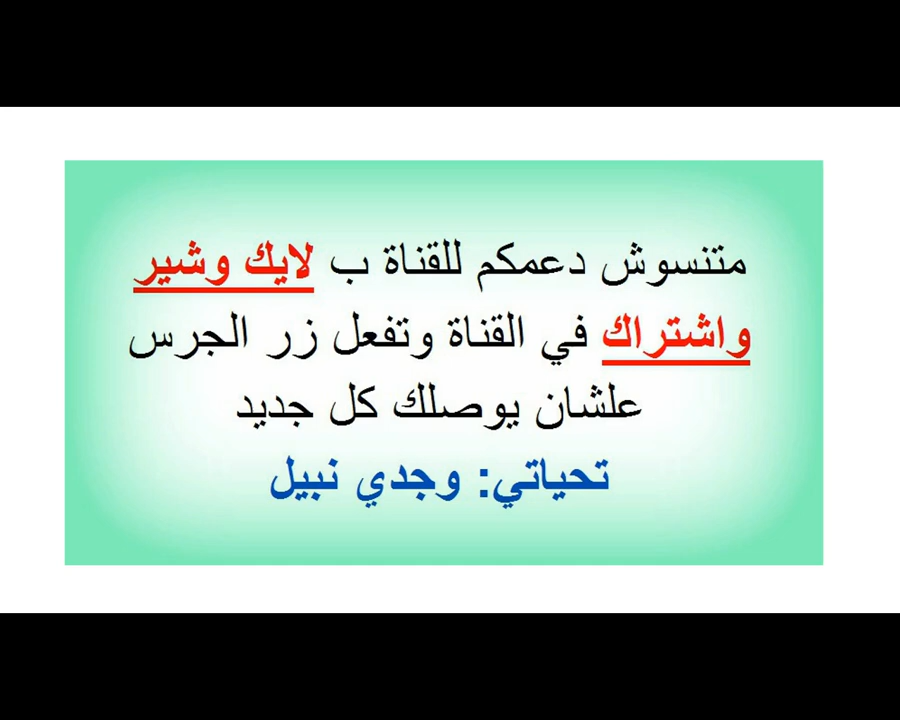 متنسوش دعمكم للقناة ب لايك وشير
واشتراك في القناة وتفعل زر الجرس
علشان يوصلك كل جديد
تحياتي: وجدي نبيل